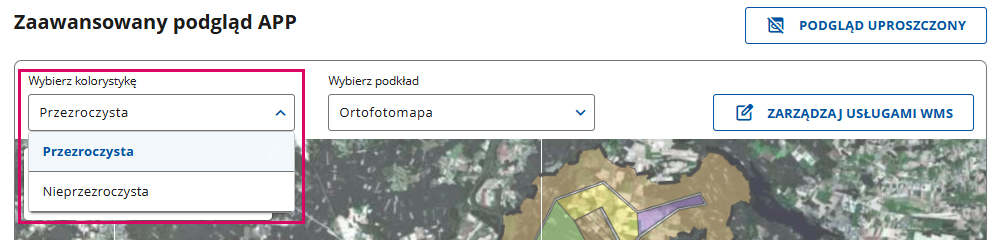 Zaawansowany podgląd APP
PODGLĄD UPROSZCZONY
Wybierz kolorystykę
Wybierz podkład
Przezroczysta
Ortofotomapa
ZARZĄDZAJ USŁUGAMI WMS
Przezroczysta
Nieprzezroczysta